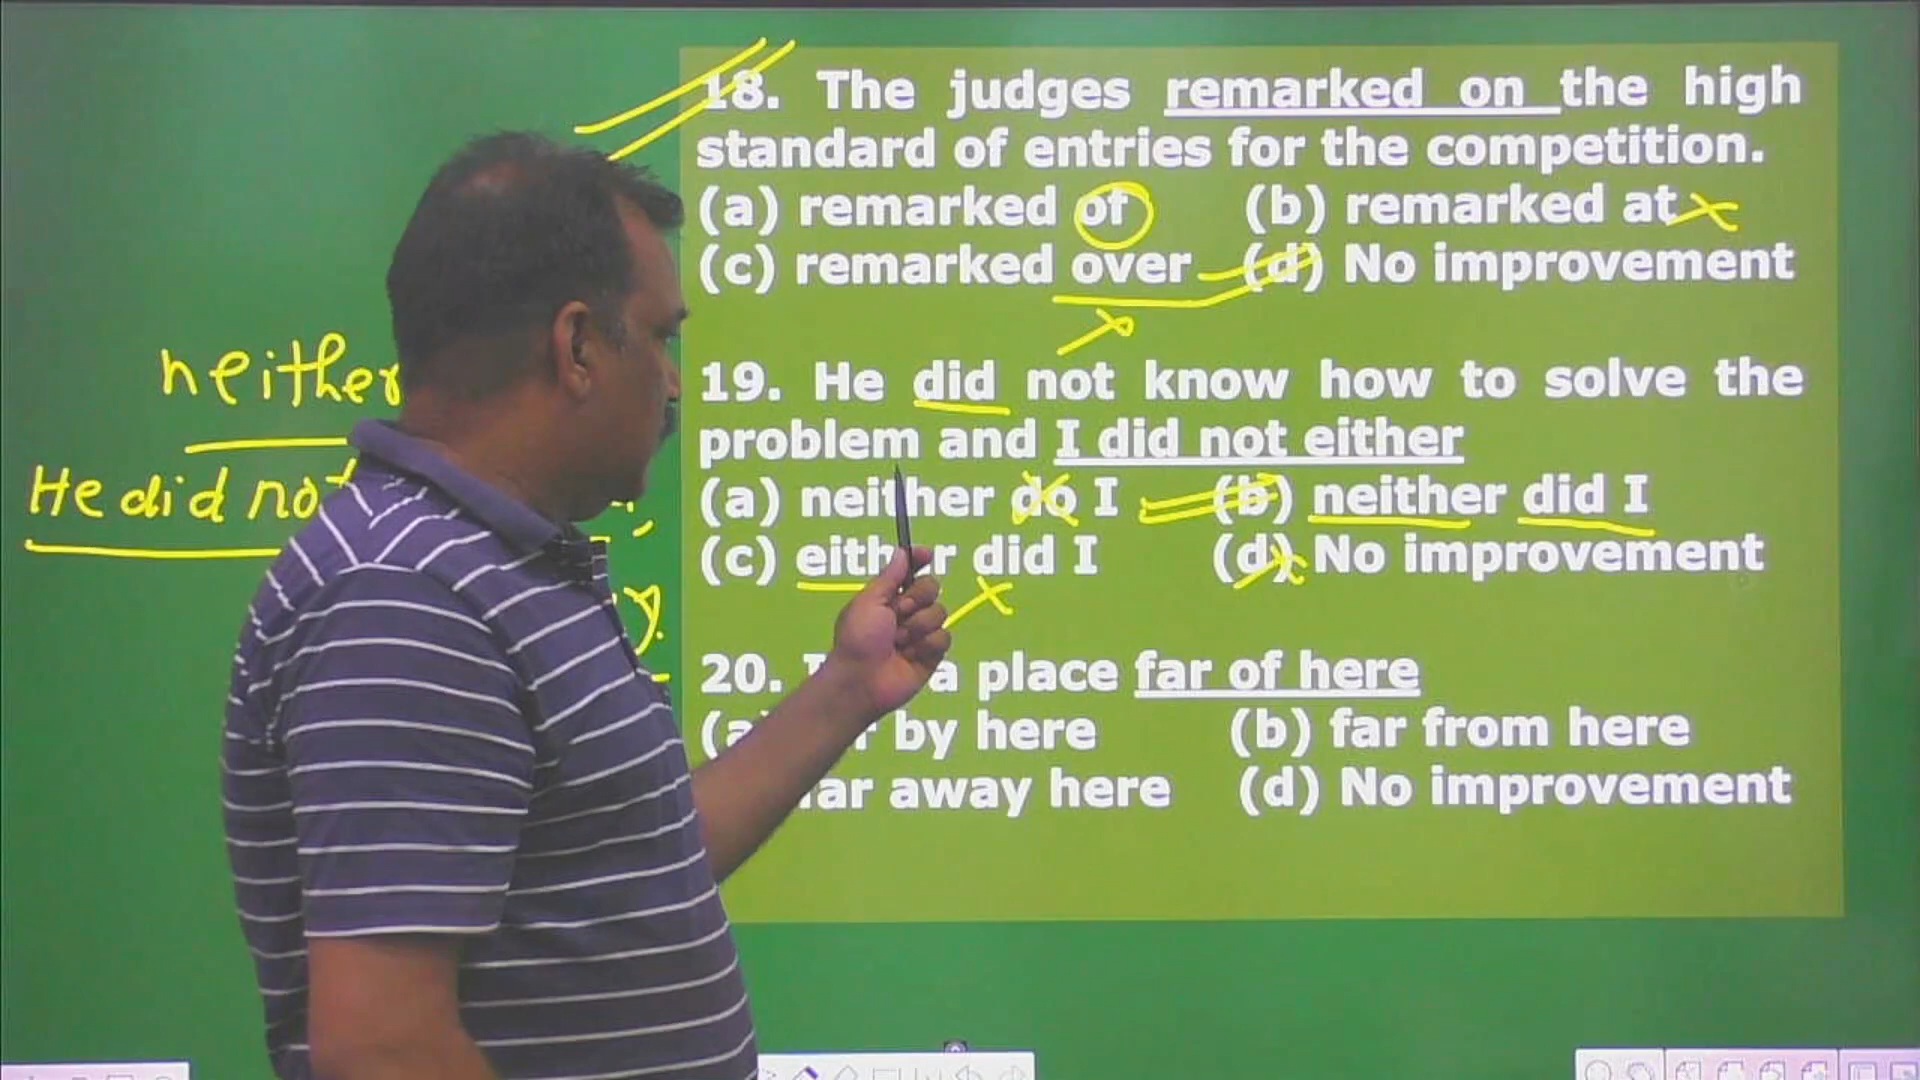 18. The judges remarked on the high
standard of entries for the competition.
(a) remarked of (b) remarked at
(c) remarked over (d) No improvement
neither
He did not
19. He did not know how to solve the
problem and I did not either
(a) neither do I (b) neither did I
(c) either did I (d) No improvement
20. a place far of here
by here (b) far from here
far away here (d) No improvement